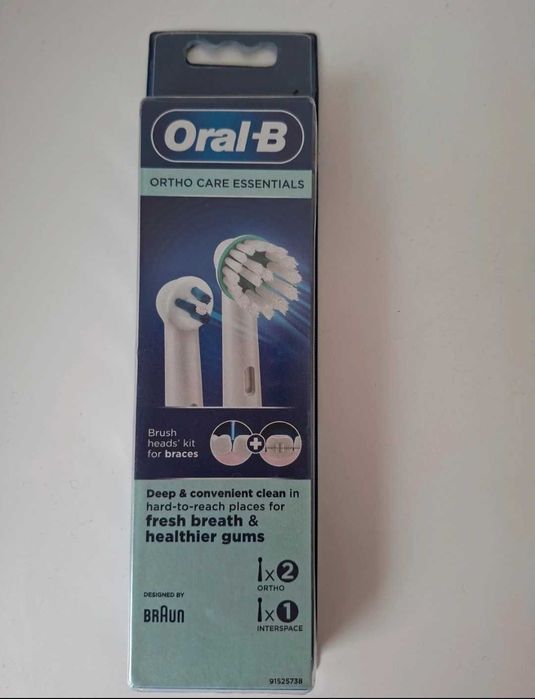 Oral-B
ORTHO CARE ESSENTIALS
Brush
heads' kit
for braces
Deep & convenient clean in
hard-to-reach places for
fresh breath &
healthier gums
x2
ORTHO
DESIGNED BY
BRAUN
x1
INTERSPACE
91525738